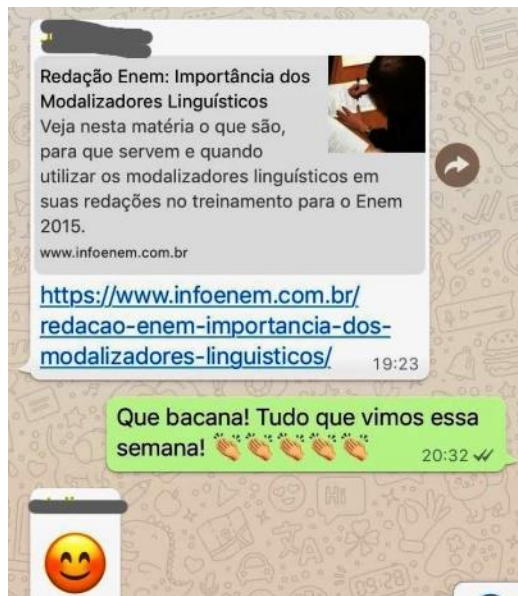 Redação Enem: Importância dos
Modalizadores Linguísticos
Veja nesta matéria o que são,
para que servem e quando
utilizar os modalizadores linguísticos em
suas redações no treinamento para o Enem
2015.
www.infoenem.com.br
https://www.infoenem.com.br/
redacao-enem-importancia-dos-
modalizadores-linguisticos/
19:23
Que bacana! Tudo que vimos essa
semana! 👏👏👏👏👏
20:32
😊